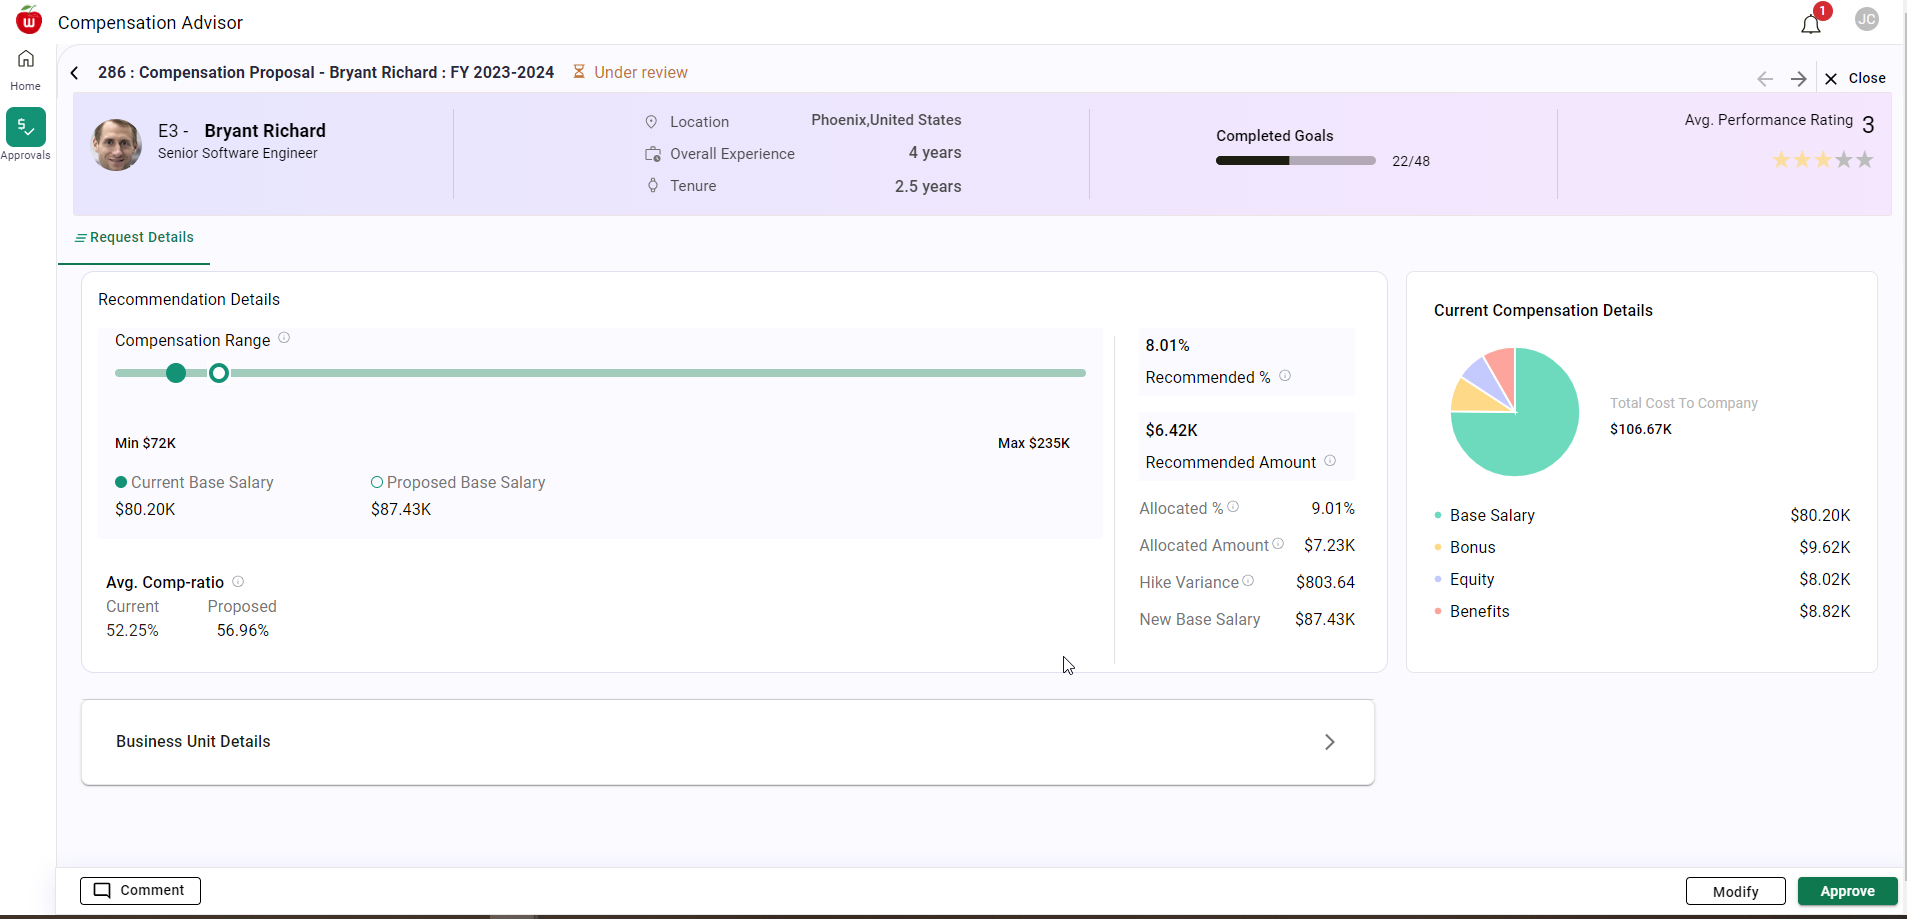 w Compensation Advisor
1
JC
Home
Approvals
286 : Compensation Proposal - Bryant Richard : FY 2023-2024 Under review
Close
E3 - Bryant Richard
Senior Software Engineer
Location Phoenix,United States
Overall Experience 4 years
Tenure 2.5 years
Completed Goals
22/48
Avg. Performance Rating 3
Request Details
Recommendation Details
Compensation Range
Min $72K Max $235K
Current Base Salary Proposed Base Salary
$80.20K $87.43K
Avg. Comp-ratio
Current Proposed
52.25% 56.96%
8.01%
Recommended %
$6.42K
Recommended Amount
Allocated % 9.01%
Allocated Amount $7.23K
Hike Variance $803.64
New Base Salary $87.43K
Current Compensation Details
Total Cost To Company
$106.67K
Base Salary $80.20K
Bonus $9.62K
Equity $8.02K
Benefits $8.82K
Business Unit Details
Comment
Modify
Approve